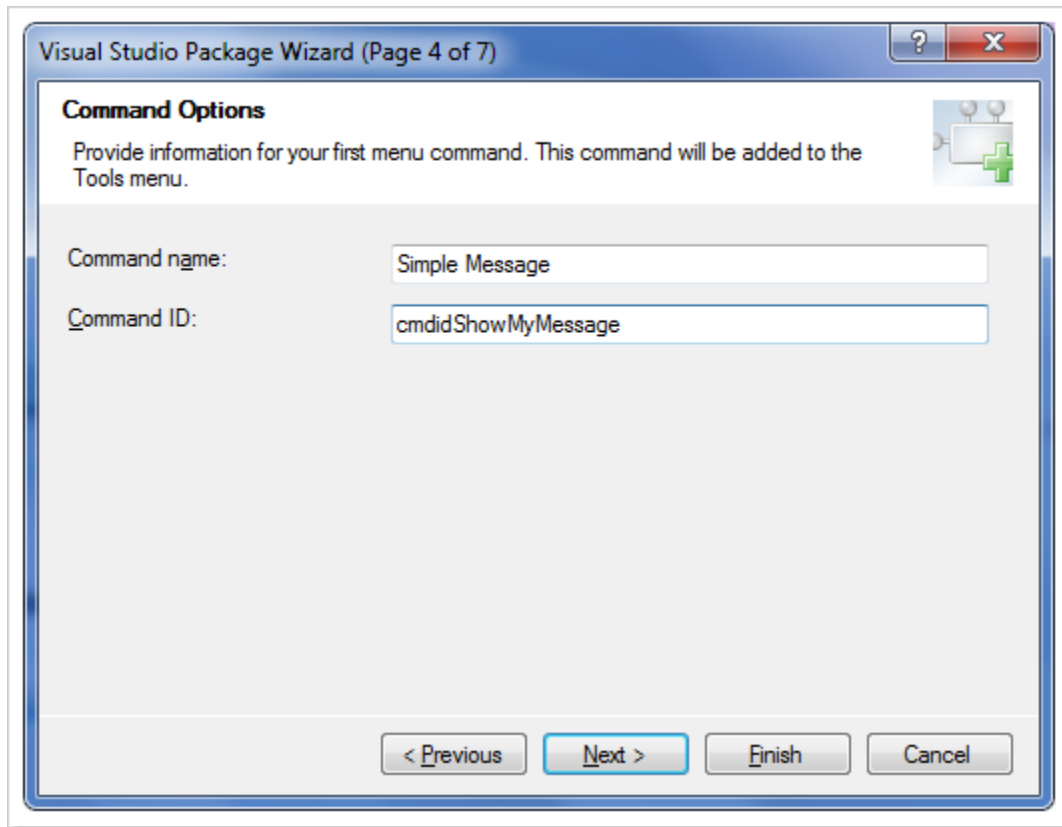 Visual Studio Package Wizard (Page 4 of 7)
?
X
Command Options
Provide information for your first menu command. This command will be added to the
Tools menu.
Command name:
Simple Message
Command ID:
cmdidShowMyMessage
< Previous
Next >
Finish
Cancel